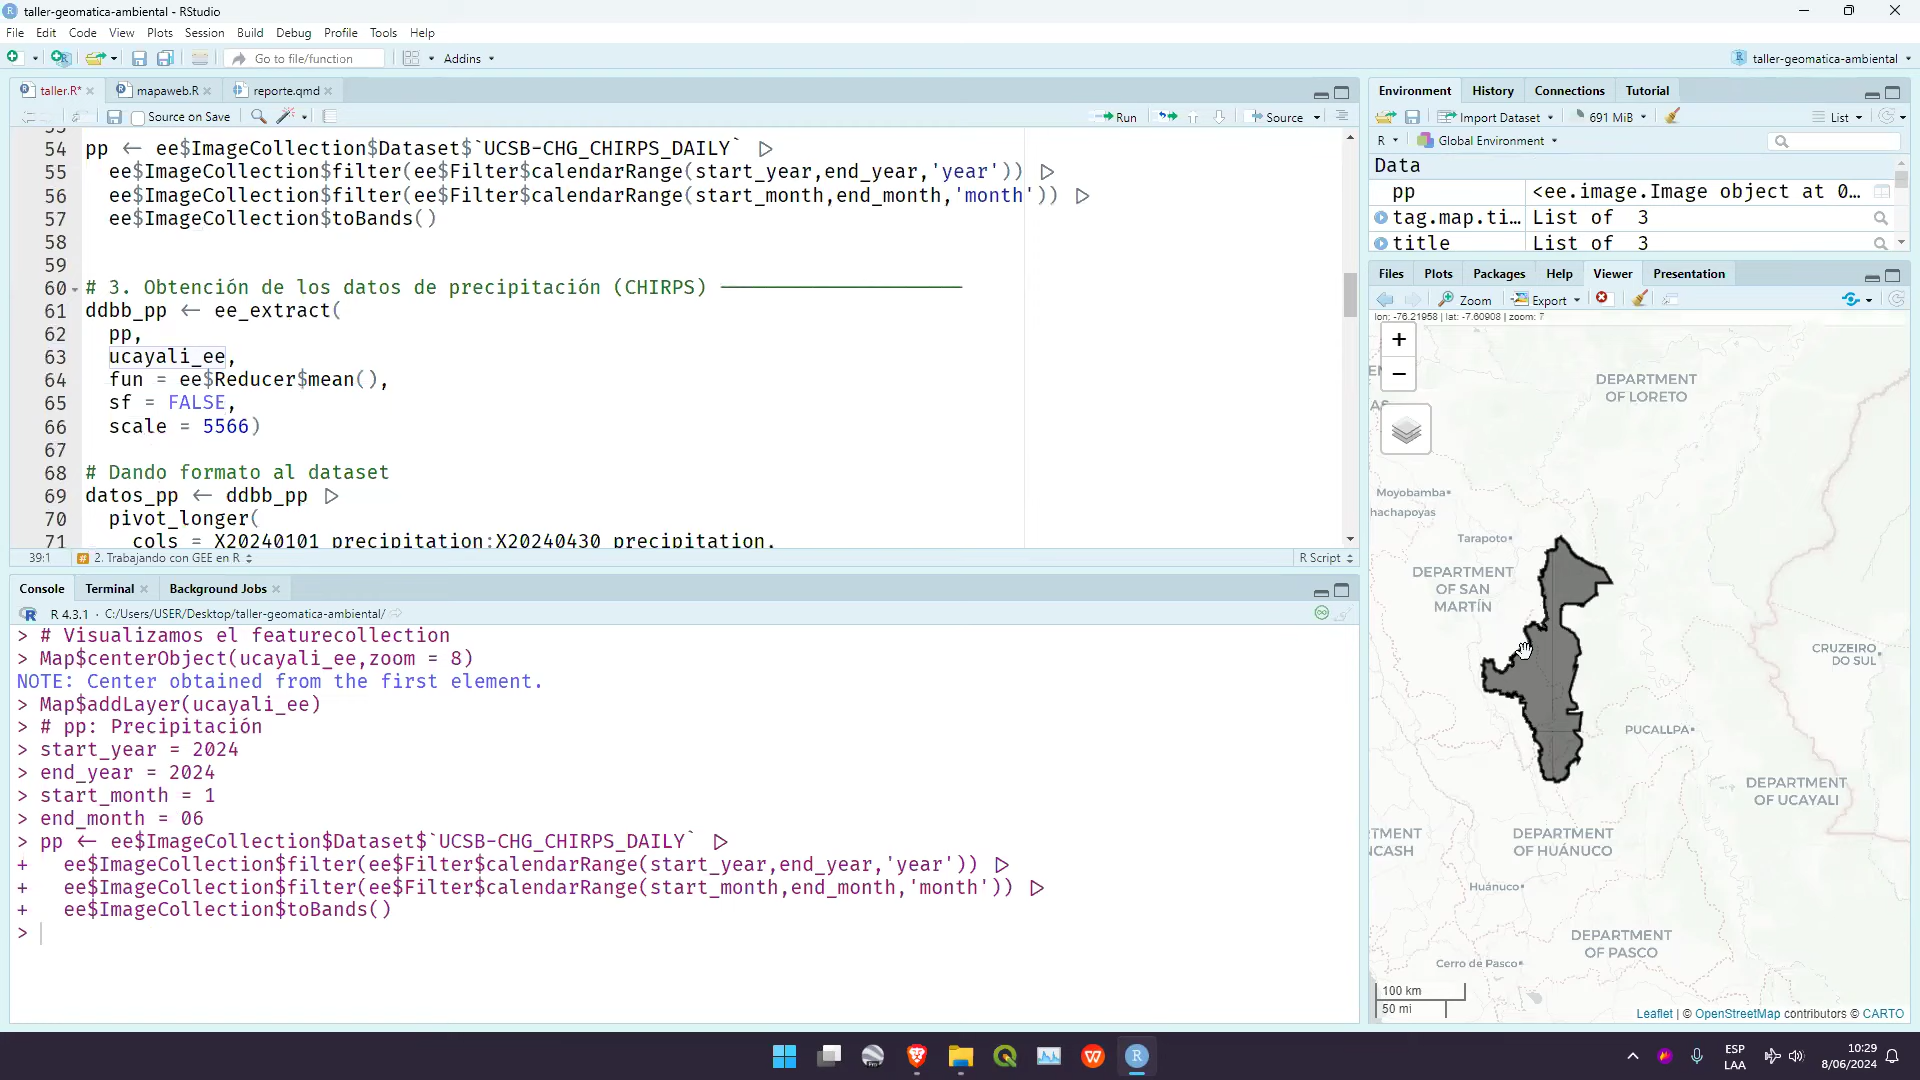 taller-geomatica-ambiental - RStudio
File Edit Code View Plots Session Build Debug Profile Tools Help
Go to file/function Addins taller-geomatica-ambiental
taller.R* mapaweb.R reporte.qmd
Source on Save Run Source
54 pp ← ee$ImageCollection$Dataset$`UCSB-CHG_CHIRPS_DAILY` ▷
55 ee$ImageCollection$filter(ee$Filter$calendarRange(start_year,end_year,'year')) ▷
56 ee$ImageCollection$filter(ee$Filter$calendarRange(start_month,end_month,'month')) ▷
57 ee$ImageCollection$toBands()
58
59
60 # 3. Obtención de los datos de precipitación (CHIRPS)
61 ddbb_pp ← ee_extract(
62 pp,
63 ucayali_ee,
64 fun = ee$Reducer$mean(),
65 sf = FALSE,
66 scale = 5566)
67
68 # Dando formato al dataset
69 datos_pp ← ddbb_pp ▷
70 pivot_longer(
71 cols = X20240101_precipitation:X20240430_precipitation,
39:1 2. Trabajando con GEE en R R Script
Console Terminal Background Jobs
R 4.3.1 · C:/Users/USER/Desktop/taller-geomatica-ambiental/
> # Visualizamos el featurecollection
> Map$centerObject(ucayali_ee,zoom = 8)
NOTE: Center obtained from the first element.
> Map$addLayer(ucayali_ee)
> # pp: Precipitación
> start_year = 2024
> end_year = 2024
> start_month = 1
> end_month = 06
> pp ← ee$ImageCollection$Dataset$`UCSB-CHG_CHIRPS_DAILY` ▷
+ ee$ImageCollection$filter(ee$Filter$calendarRange(start_year,end_year,'year')) ▷
+ ee$ImageCollection$filter(ee$Filter$calendarRange(start_month,end_month,'month')) ▷
+ ee$ImageCollection$toBands()
>
Environment History Connections Tutorial
Import Dataset 691 MiB List
R Global Environment
Data
pp <ee.image.Image object at 0…
tag.map.ti… List of 3
title List of 3
Files Plots Packages Help Viewer Presentation
Zoom Export
lon: -76.21958 | lat: -7.60908 | zoom: 7
+
−
DEPARTMENT
OF LORETO
Moyobamba
hachapoyas
Tarapoto
DEPARTMENT
OF SAN
MARTÍN
CRUZEIRO
DO SUL
PUCALLPA
DEPARTMENT
OF UCAYALI
TMENT
NCASH
DEPARTMENT
OF HUÁNUCO
Huánuco
DEPARTMENT
OF PASCO
Cerro de Pasco
100 km
50 mi
Leaflet | © OpenStreetMap contributors © CARTO
ESP
LAA
10:29
8/06/2024